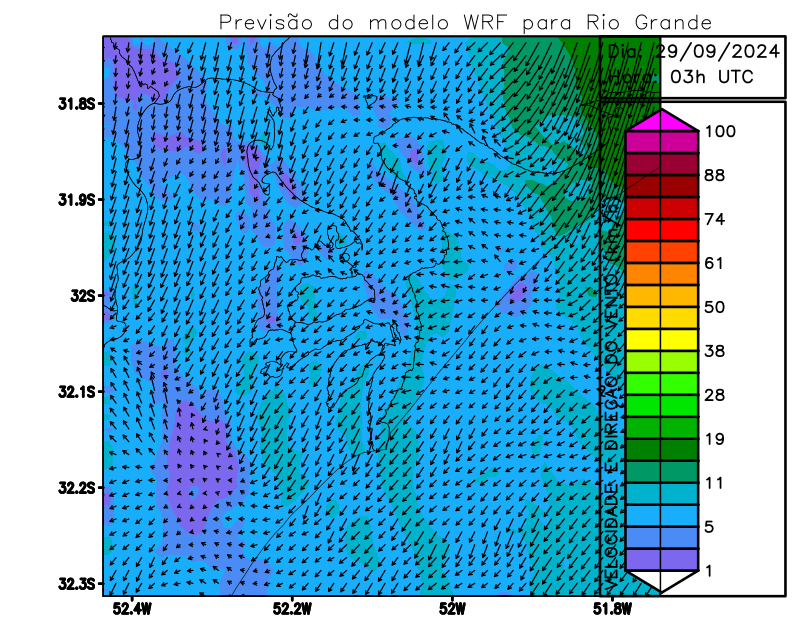 Previsão do modelo WRF para Rio Grande
Dia: 29/09/2024
Hora: 03h UTC
31.8S
31.9S
32S
32.1S
32.2S
32.3S
52.4W
52.2W
52W
51.8W
VELOCIDADE E DIREÇÃO DO VENTO
100
88
74
61
50
38
28
19
11
5
1